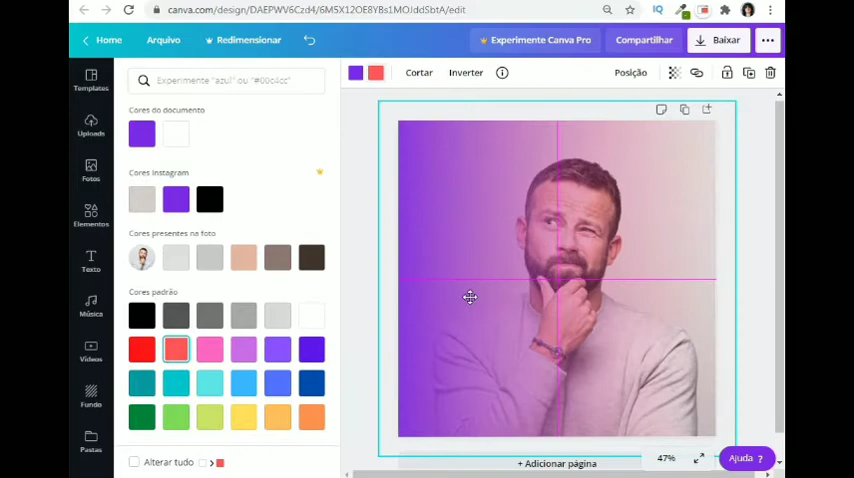 canva.com/design/DAEPWV6Czd4/6M5X12OE8YBs1MOJddSbtA/edit
Home
Arquivo
Redimensionar
Experimente Canva Pro
Compartilhar
Baixar
Templates
Uploads
Fotos
Elementos
Texto
Música
Vídeos
Fundo
Pastas
Experimente "azul" ou "#00c4cc"
Cores do documento
Cores Instagram
Cores presentes na foto
Cores padrão
Alterar tudo
Cortar
Inverter
Posição
+ Adicionar página
47%
Ajuda ?